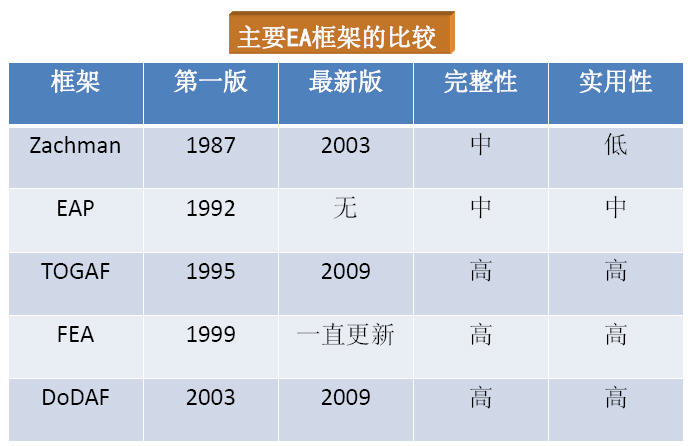 主要EA框架的比较
框架 第一版 最新版 完整性 实用性
Zachman 1987 2003 中 低
EAP 1992 无 中 中
TOGAF 1995 2009 高 高
FEA 1999 一直更新 高 高
DoDAF 2003 2009 高 高